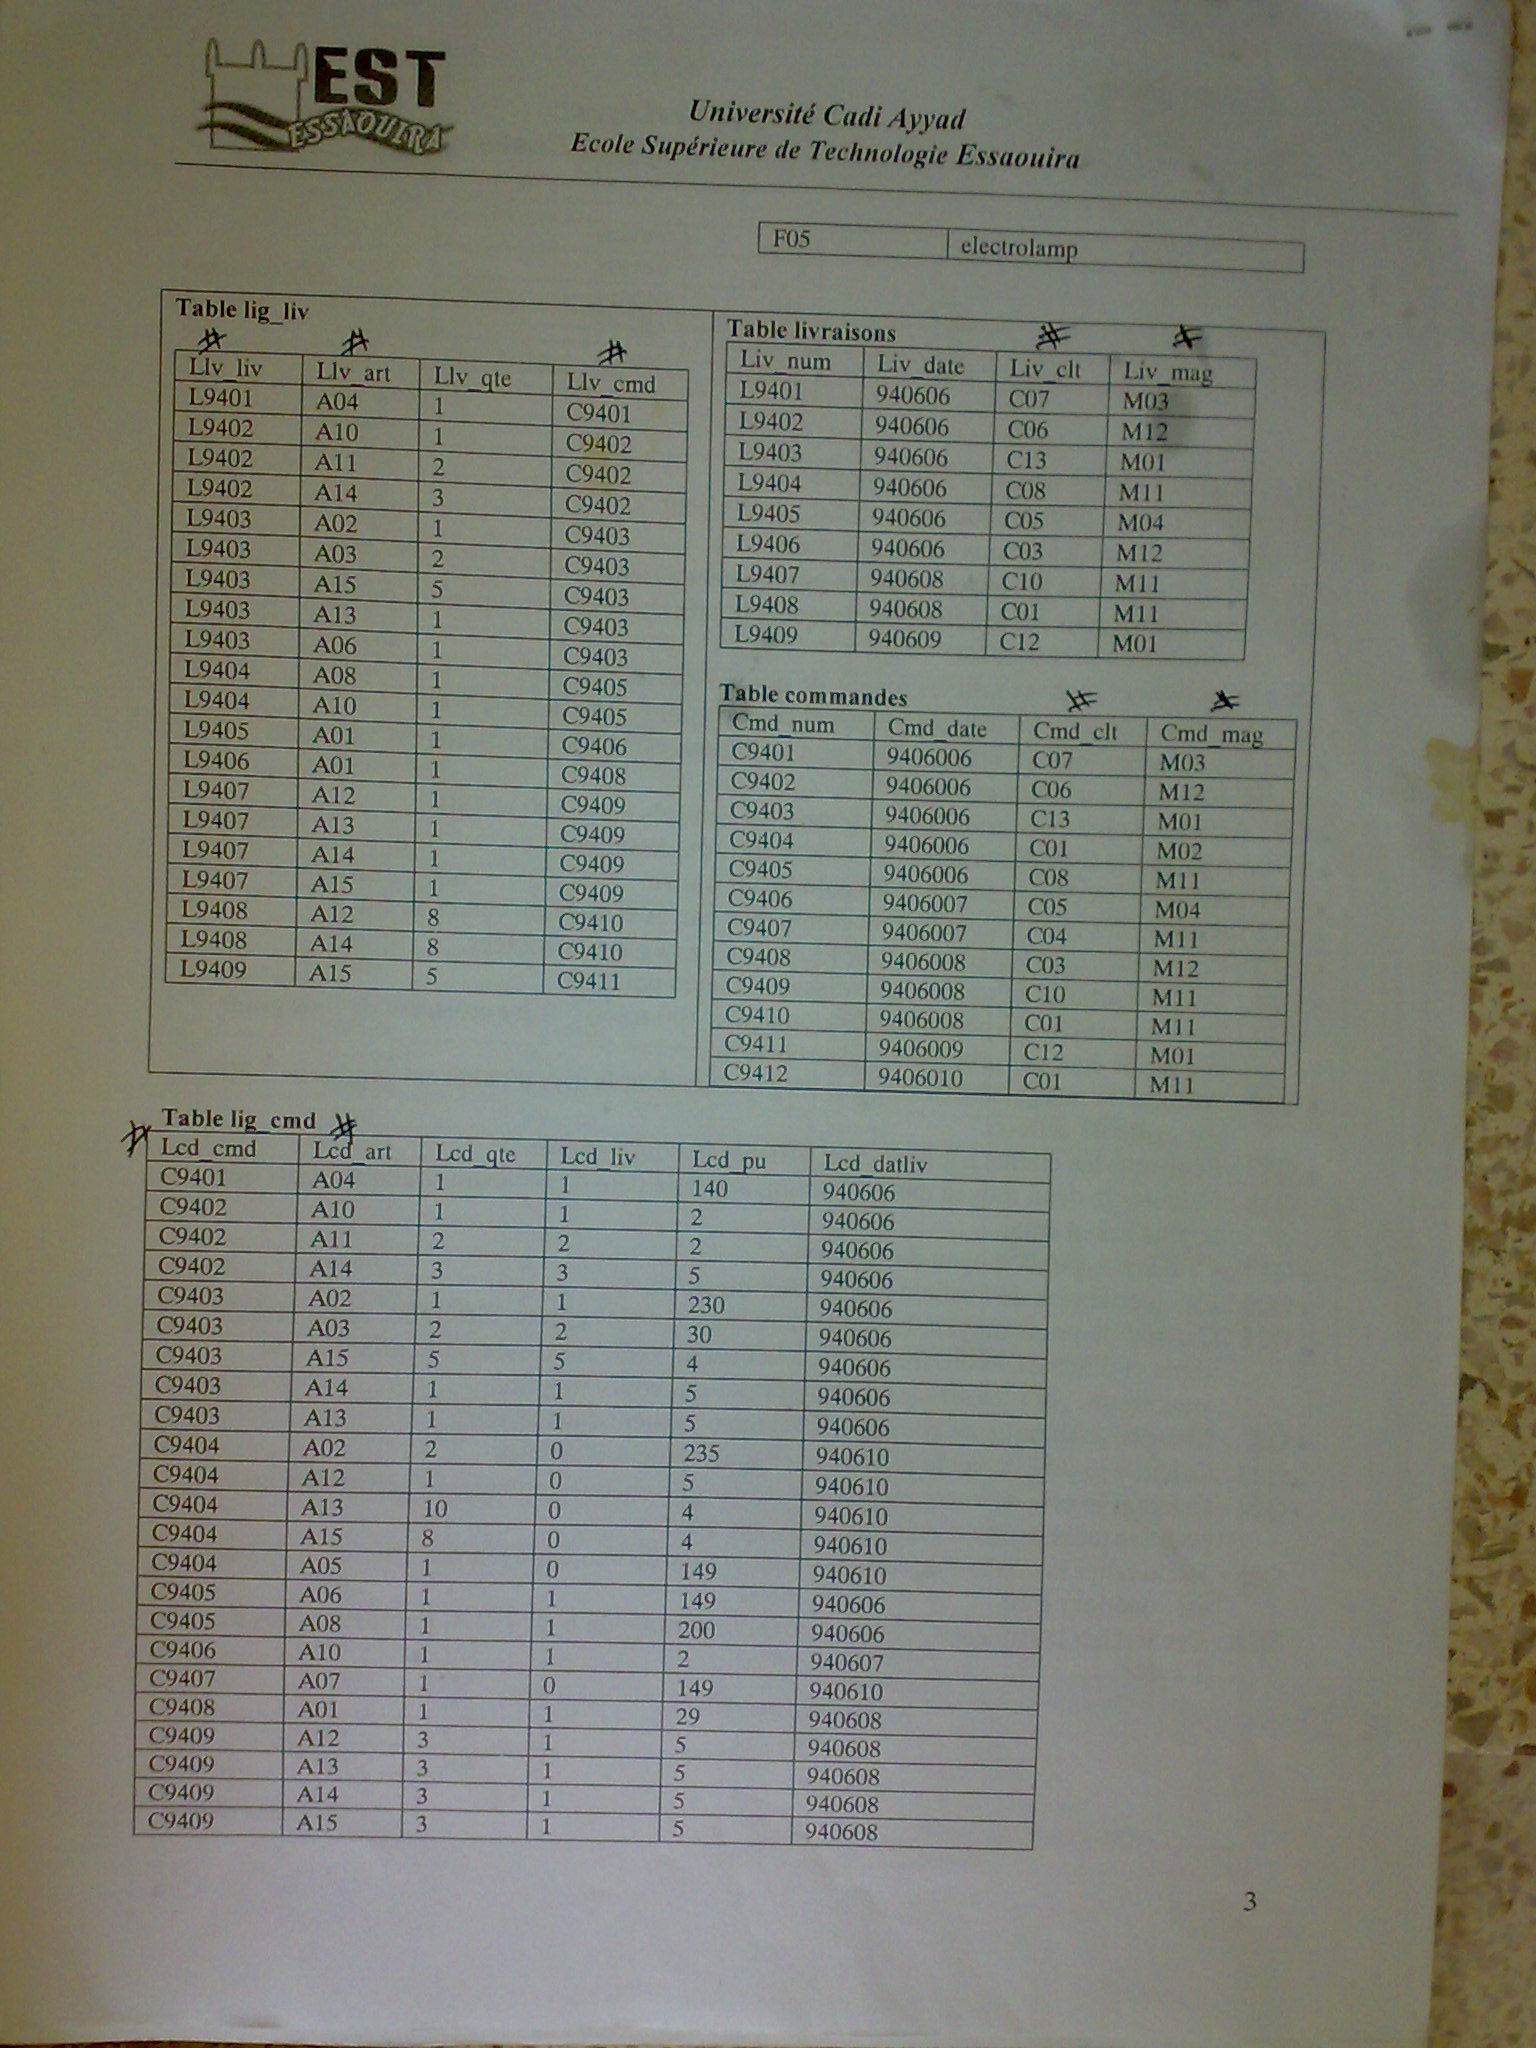 EST
ESSAOUIRA
Université Cadi Ayyad
Ecole Supérieure de Technologie Essaouira
F05 electrolamp
Table lig_liv
# # #
Llv_liv Llv_art Llv_qte Llv_cmd
L9401 A04 1 C9401
L9402 A10 1 C9402
L9402 A11 2 C9402
L9402 A14 3 C9402
L9403 A02 1 C9403
L9403 A03 2 C9403
L9403 A15 5 C9403
L9403 A13 1 C9403
L9403 A06 1 C9403
L9404 A08 1 C9405
L9404 A10 1 C9405
L9405 A01 1 C9406
L9406 A01 1 C9408
L9407 A12 1 C9409
L9407 A13 1 C9409
L9407 A14 1 C9409
L9407 A15 1 C9409
L9408 A12 8 C9410
L9408 A14 8 C9410
L9409 A15 5 C9411
Table livraisons # #
Liv_num Liv_date Liv_clt Liv_mag
L9401 940606 C07 M03
L9402 940606 C06 M12
L9403 940606 C13 M01
L9404 940606 C08 M11
L9405 940606 C05 M04
L9406 940606 C03 M12
L9407 940608 C10 M11
L9408 940608 C01 M11
L9409 940609 C12 M01
Table commandes # #
Cmd_num Cmd_date Cmd_clt Cmd_mag
C9401 9406006 C07 M03
C9402 9406006 C06 M12
C9403 9406006 C13 M01
C9404 9406006 C01 M02
C9405 9406006 C08 M11
C9406 9406007 C05 M04
C9407 9406007 C04 M11
C9408 9406008 C03 M12
C9409 9406008 C10 M11
C9410 9406008 C01 M11
C9411 9406009 C12 M01
C9412 9406010 C01 M11
# Table lig_cmd #
Lcd_cmd Lcd_art Lcd_qte Lcd_liv Lcd_pu Lcd_datliv
C9401 A04 1 1 140 940606
C9402 A10 1 1 2 940606
C9402 A11 2 2 2 940606
C9402 A14 3 3 5 940606
C9403 A02 1 1 230 940606
C9403 A03 2 2 30 940606
C9403 A15 5 5 4 940606
C9403 A14 1 1 5 940606
C9403 A13 1 1 5 940606
C9404 A02 2 0 235 940610
C9404 A12 1 0 5 940610
C9404 A13 10 0 4 940610
C9404 A15 8 0 4 940610
C9404 A05 1 0 149 940610
C9405 A06 1 1 149 940606
C9405 A08 1 1 200 940606
C9406 A10 1 1 2 940607
C9407 A07 1 0 149 940610
C9408 A01 1 1 29 940608
C9409 A12 3 1 5 940608
C9409 A13 3 1 5 940608
C9409 A14 3 1 5 940608
C9409 A15 3 1 5 940608
3